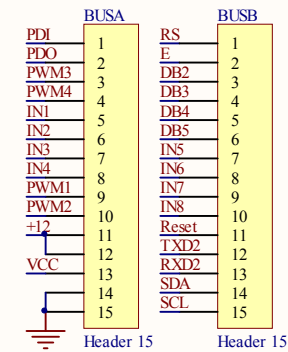 BUSA
PDI 1
PDO 2
PWM3 3
PWM4 4
IN1 5
IN2 6
IN3 7
IN4 8
PWM1 9
PWM2 10
+12 11
12
VCC 13
14
15
Header 15
BUSB
RS 1
E 2
DB2 3
DB3 4
DB4 5
DB5 6
IN5 7
IN6 8
IN7 9
IN8 10
Reset 11
TXD2 12
RXD2 13
SDA 14
SCL 15
Header 15